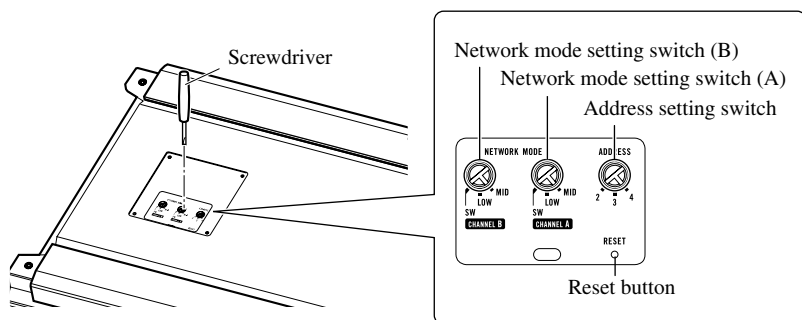 Screwdriver
Network mode setting switch (B)
Network mode setting switch (A)
Address setting switch
NETWORK MODE
ADDRESS
MID
MID
LOW
LOW
2 3 4
SW
SW
CHANNEL B
CHANNEL A
RESET
Reset button